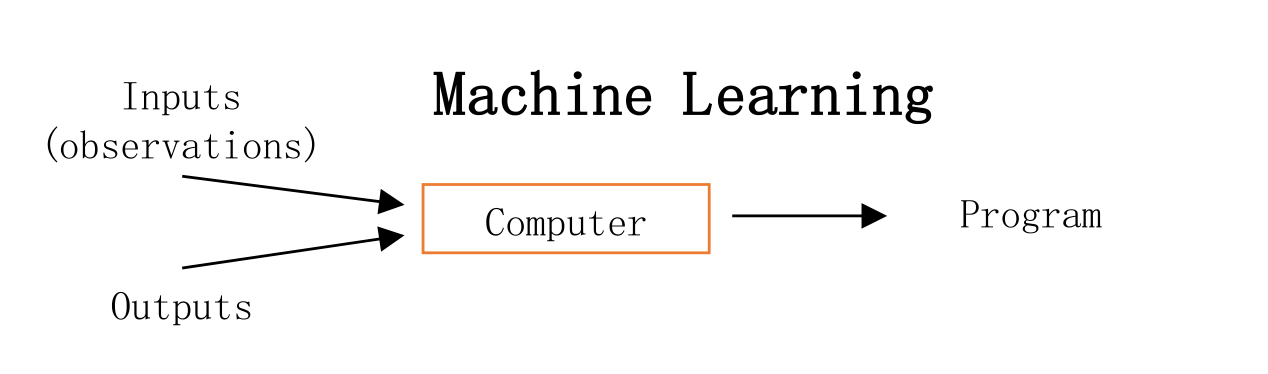 Machine Learning
Inputs
(observations)
Computer
Program
Outputs